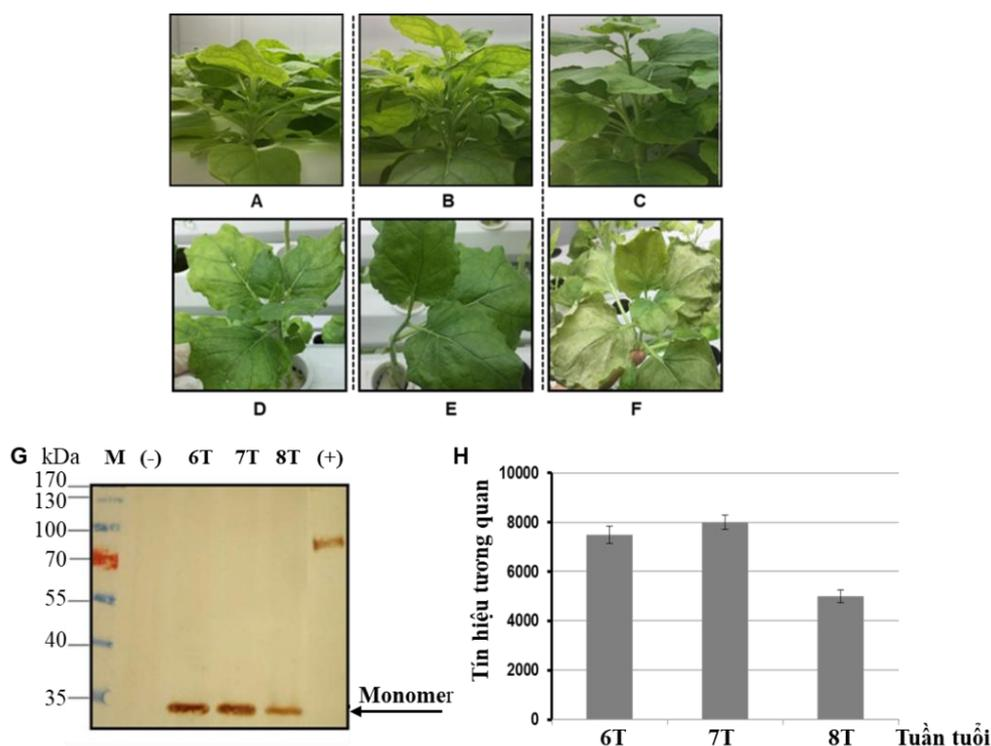 A B C
D E F
G kDa M (-) 6T 7T 8T (+)
170
130
100
70
55
40
35
Monomer
H
Tín hiệu tương quan
10000
8000
6000
4000
2000
0
6T 7T 8T Tuần tuổi